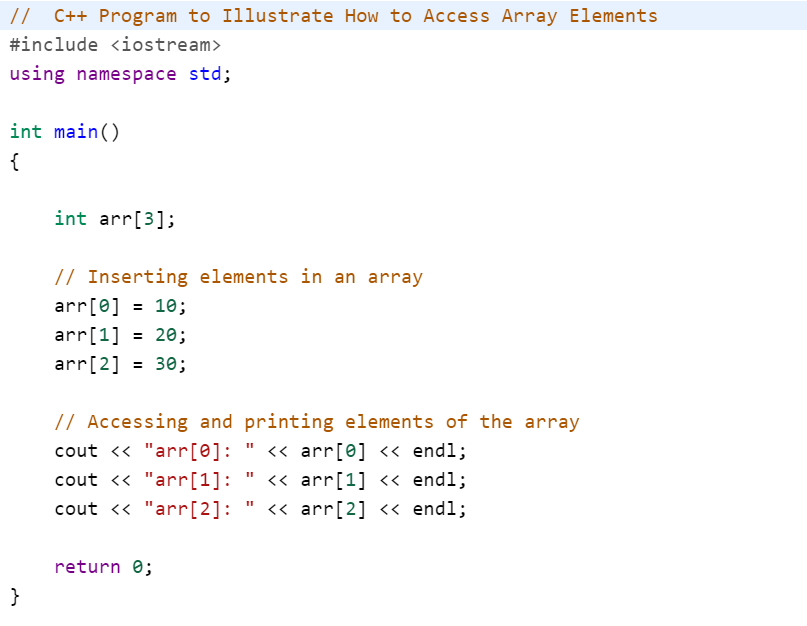 //  C++ Program to Illustrate How to Access Array Elements
#include <iostream>
using namespace std;

int main()
{

    int arr[3];

    // Inserting elements in an array
    arr[0] = 10;
    arr[1] = 20;
    arr[2] = 30;

    // Accessing and printing elements of the array
    cout << "arr[0]: " << arr[0] << endl;
    cout << "arr[1]: " << arr[1] << endl;
    cout << "arr[2]: " << arr[2] << endl;

    return 0;
}